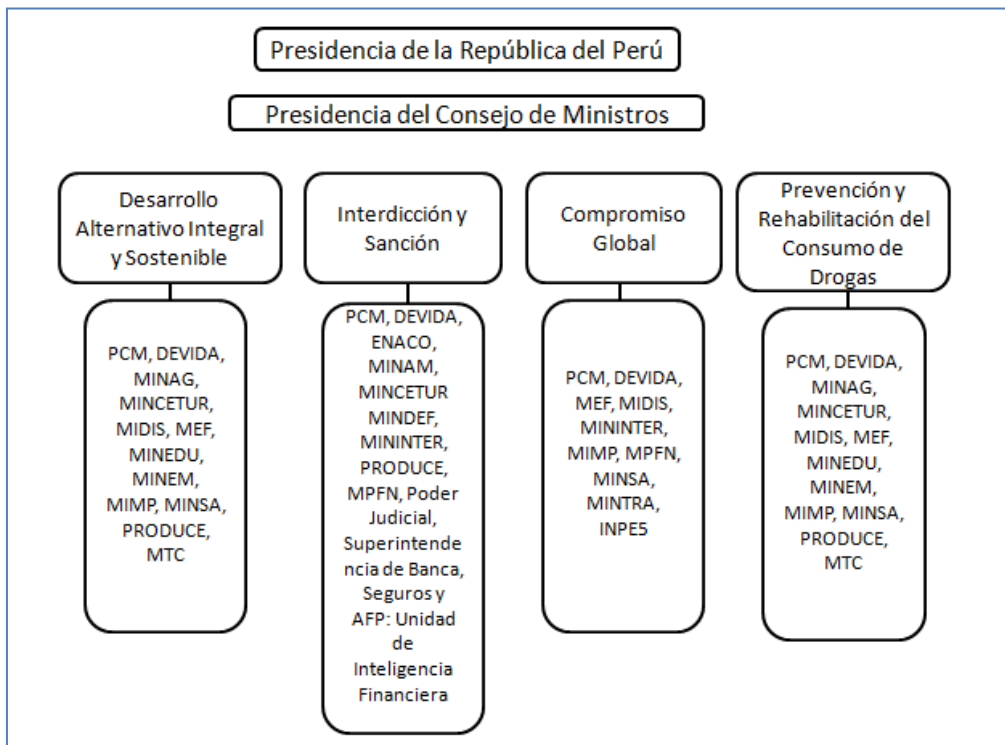 Presidencia de la República del Perú
Presidencia del Consejo de Ministros
Desarrollo
Alternativo Integral
y Sostenible
PCM, DEVIDA,
MINAG,
MINCETUR,
MIDIS, MEF,
MINEDU,
MINEM,
MIMP, MINSA,
PRODUCE,
MTC
Interdicción y
Sanción
PCM, DEVIDA,
ENACO,
MINAM,
MINCETUR
MINDEF,
MININTER,
PRODUCE,
MPFN, Poder
Judicial,
Superintende
ncia de Banca,
Seguros y
AFP: Unidad
de
Inteligencia
Financiera
Compromiso
Global
PCM, DEVIDA,
MEF, MIDIS,
MININTER,
MIMP, MPFN,
MINSA,
MINTRA,
INPE5
Prevención y
Rehabilitación del
Consumo de
Drogas
PCM, DEVIDA,
MINAG,
MINCETUR,
MIDIS, MEF,
MINEDU,
MINEM,
MIMP, MINSA,
PRODUCE,
MTC